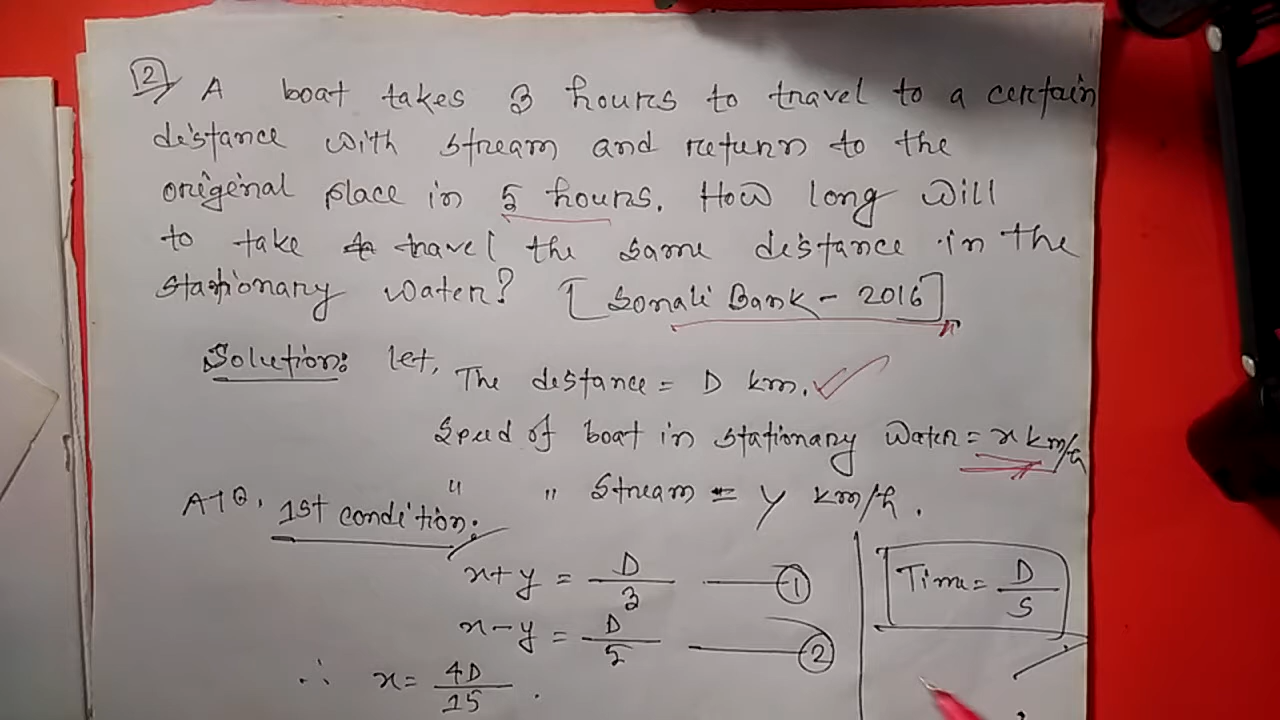 2 A boat takes 3 hours to travel to a certain
distance with stream and return to the
origenal place in 5 hours. How long will
to take travel the same distance in the
stationary water? [Sonali Bank - 2016]
Solution: let, The distance = D km.
Speed of boat in stationary water = x km/h
" " Stream = y km/h.
ATQ, 1st condition.
x+y = D/3 — 1
x-y = D/5 — 2
∴ x = 4D/15 .
Time = D/S